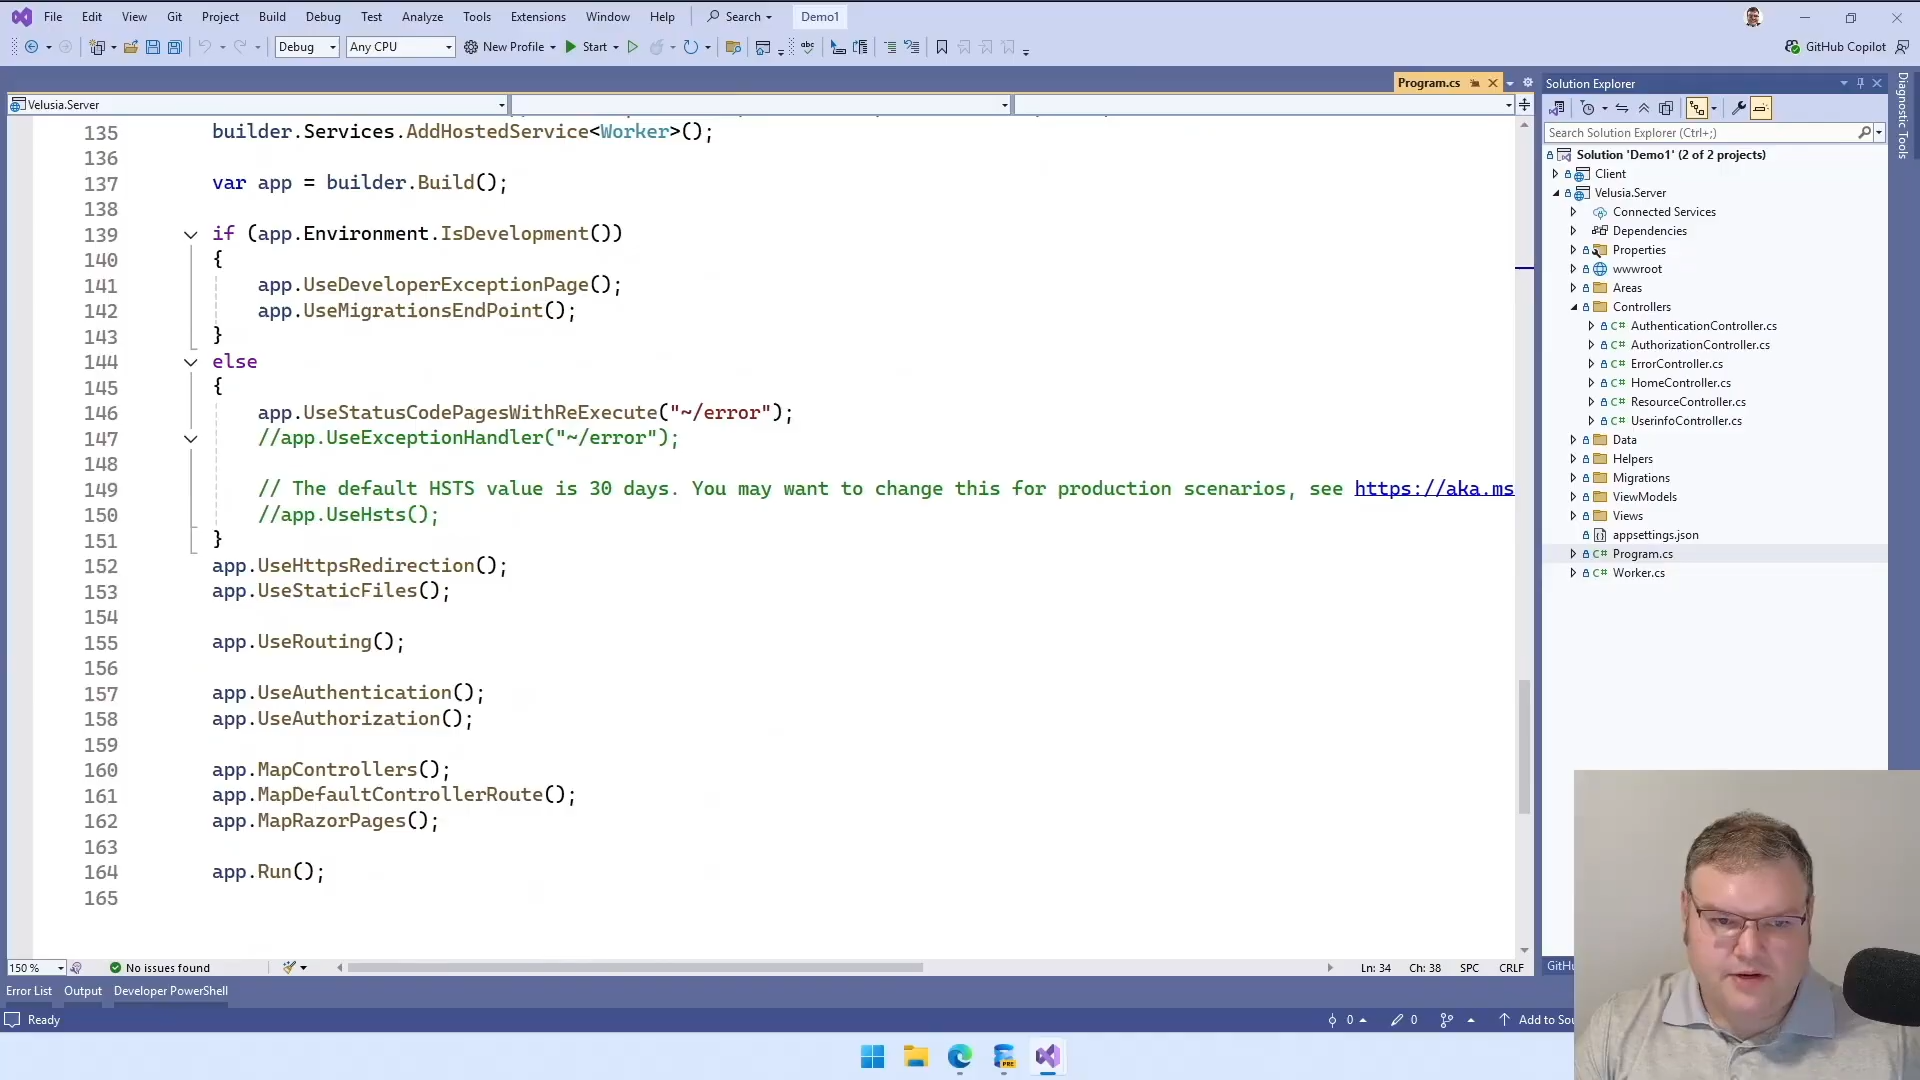 File Edit View Git Project Build Debug Test Analyze Tools Extensions Window Help Search Demo1
Debug Any CPU New Profile Start GitHub Copilot
Program.cs
Velusia.Server
135 builder.Services.AddHostedService<Worker>();
136
137 var app = builder.Build();
138
139 if (app.Environment.IsDevelopment())
140 {
141 app.UseDeveloperExceptionPage();
142 app.UseMigrationsEndPoint();
143 }
144 else
145 {
146 app.UseStatusCodePagesWithReExecute("~/error");
147 //app.UseExceptionHandler("~/error");
148
149 // The default HSTS value is 30 days. You may want to change this for production scenarios, see https://aka.ms
150 //app.UseHsts();
151 }
152 app.UseHttpsRedirection();
153 app.UseStaticFiles();
154
155 app.UseRouting();
156
157 app.UseAuthentication();
158 app.UseAuthorization();
159
160 app.MapControllers();
161 app.MapDefaultControllerRoute();
162 app.MapRazorPages();
163
164 app.Run();
165
150 % No issues found Ln: 34 Ch: 38 SPC CRLF
Error List Output Developer PowerShell
Ready 0 0 Add to Sou
Solution Explorer
Search Solution Explorer (Ctrl+;)
Solution 'Demo1' (2 of 2 projects)
Client
Velusia.Server
Connected Services
Dependencies
Properties
wwwroot
Areas
Controllers
C# AuthenticationController.cs
C# AuthorizationController.cs
C# ErrorController.cs
C# HomeController.cs
C# ResourceController.cs
C# UserinfoController.cs
Data
Helpers
Migrations
ViewModels
Views
appsettings.json
C# Program.cs
C# Worker.cs
GitHu
Diagnostic Tools